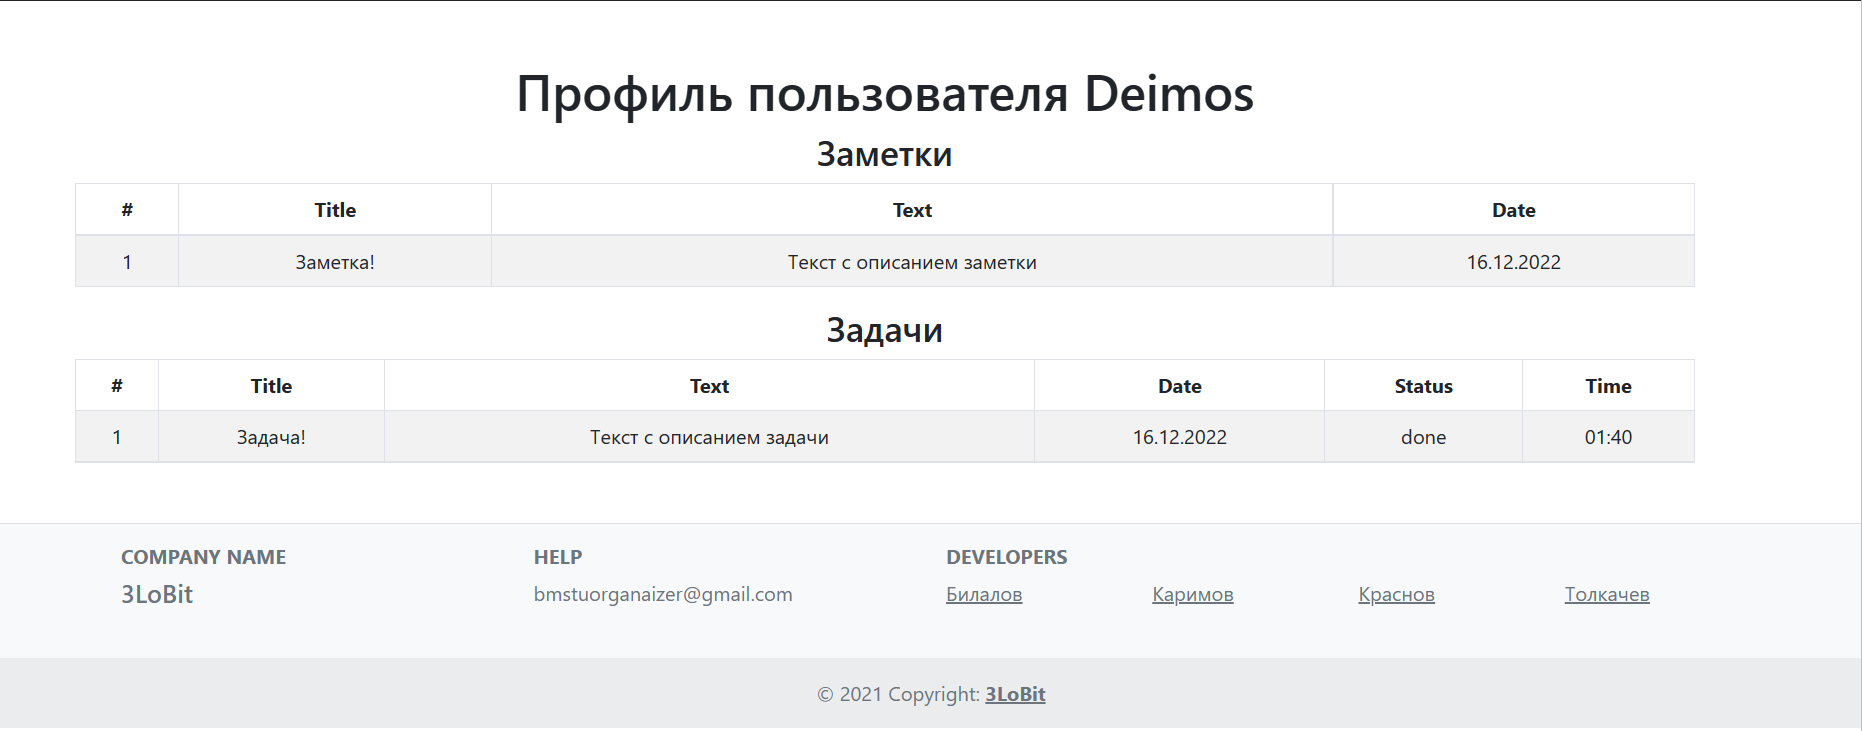 Профиль пользователя Deimos
Заметки
# Title Text Date
1 Заметка! Текст с описанием заметки 16.12.2022
Задачи
# Title Text Date Status Time
1 Задача! Текст с описанием задачи 16.12.2022 done 01:40
COMPANY NAME HELP DEVELOPERS
3LoBit bmstuorganaizer@gmail.com Билалов Каримов Краснов Толкачев
© 2021 Copyright: 3LoBit